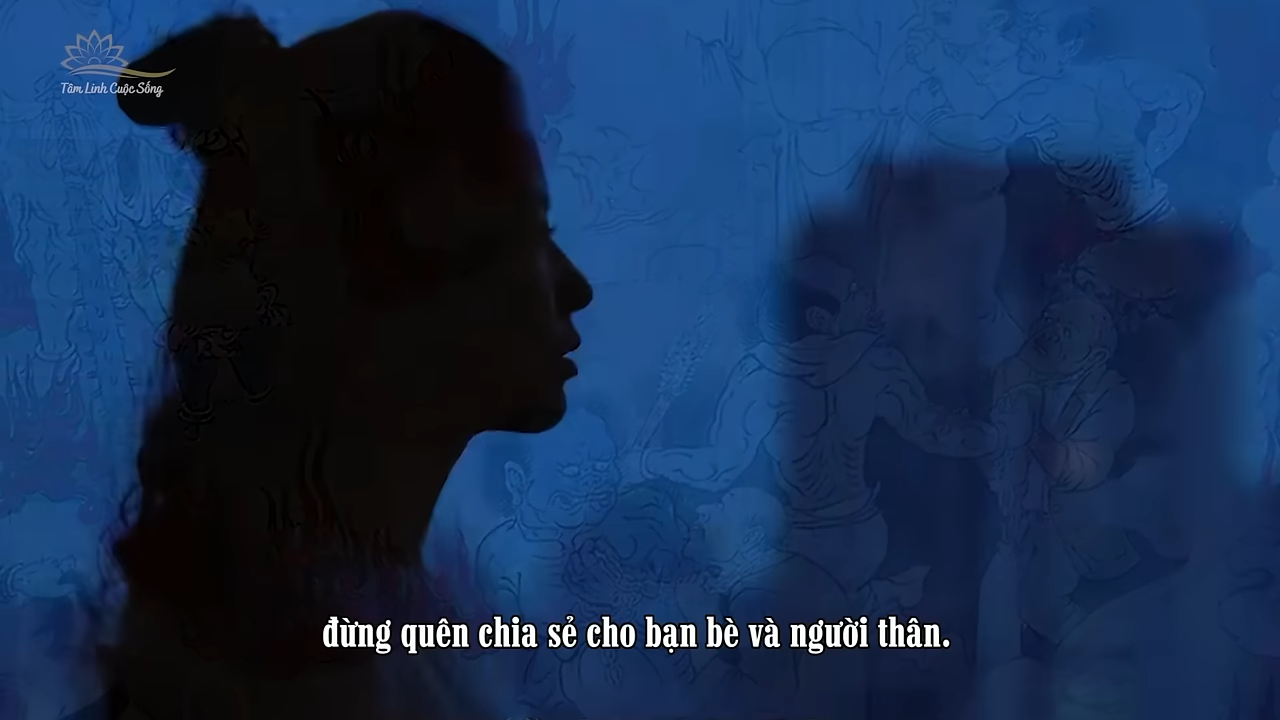 Tâm Linh Cuộc Sống
đừng quên chia sẻ cho bạn bè và người thân.